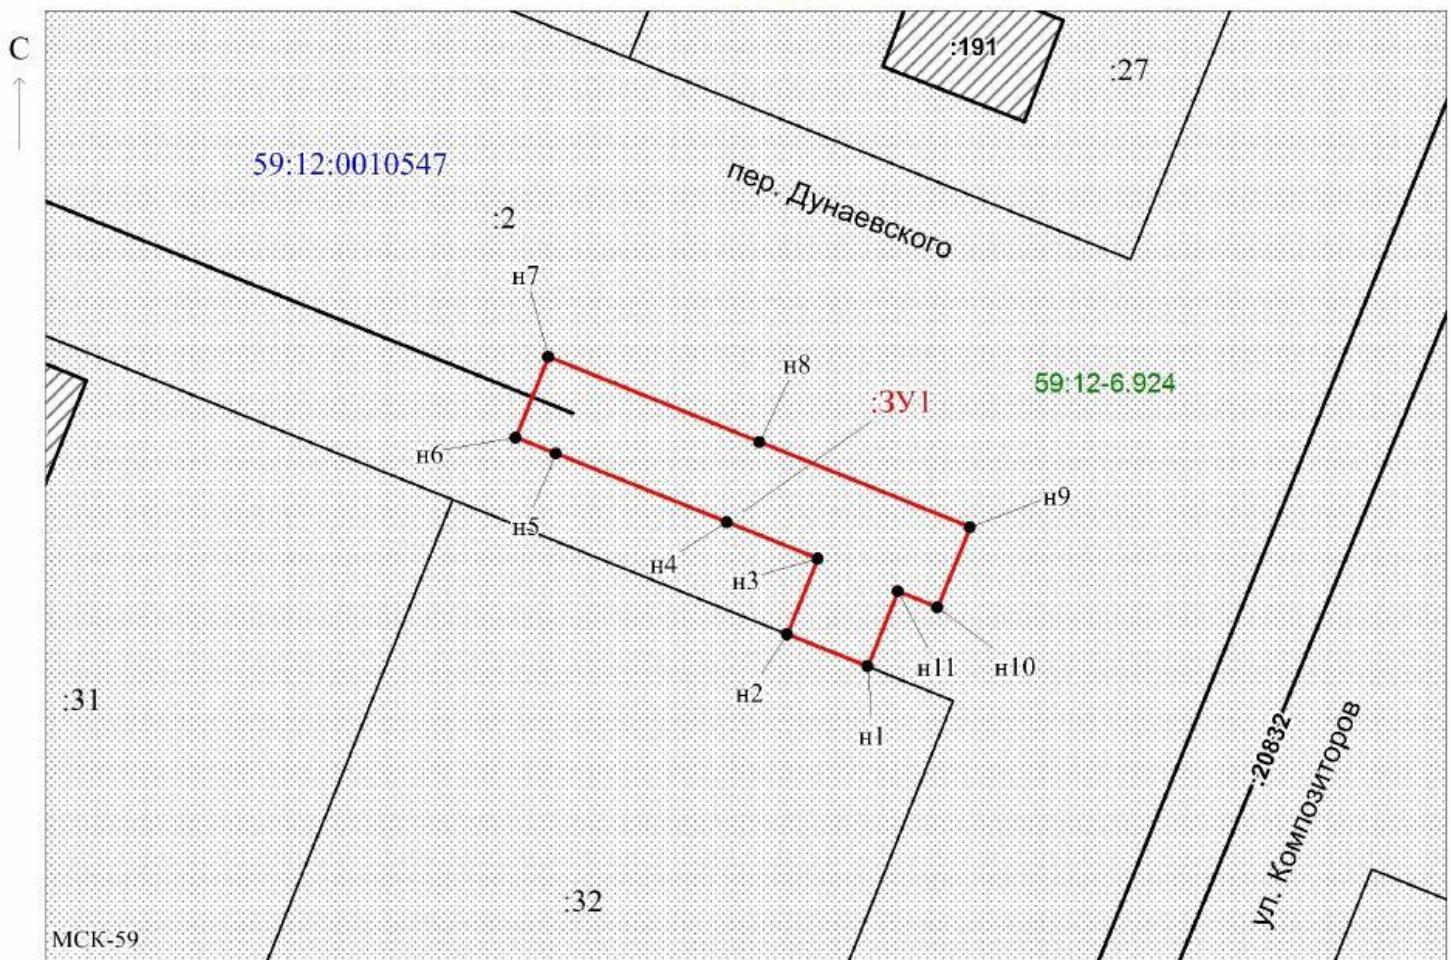 С
:191
:27
59:12:0010547
пер. Дунаевского
:2
н7
н8
59:12-6.924
:ЗУ1
н6
н9
н5
н4
н3
н11
н10
н2
:31
н1
:20832
ул. Композиторов
:32
МСК-59